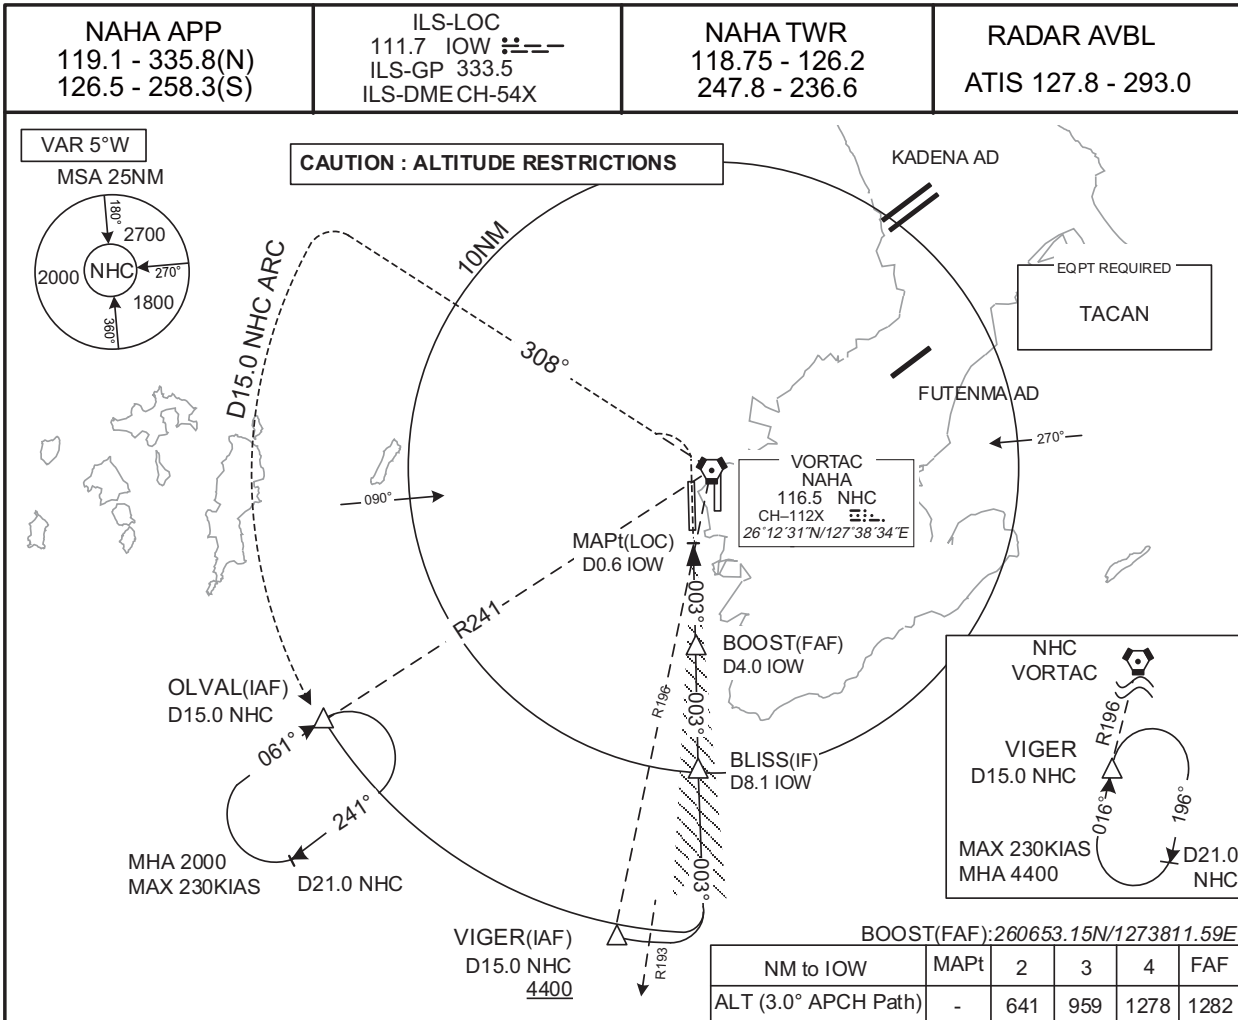 NAHA APP
119.1 - 335.8(N)
126.5 - 258.3(S)
ILS-LOC
111.7 IOW
ILS-GP 333.5
ILS-DME CH-54X
NAHA TWR
118.75 - 126.2
247.8 - 236.6
RADAR AVBL
ATIS 127.8 - 293.0
VAR 5°W
MSA 25NM
180°
2700
NHC
2000
270°
1800
360°
CAUTION : ALTITUDE RESTRICTIONS
KADENA AD
10NM
D15.0 NHC ARC
EQPT REQUIRED
TACAN
308°
FUTENMA AD
270°
090°
VORTAC
NAHA
116.5 NHC
CH–112X
26°12′31″N/127°38′34″E
MAPt(LOC)
D0.6 IOW
003°
R241
BOOST(FAF)
D4.0 IOW
R196
003°
OLVAL(IAF)
D15.0 NHC
061°
241°
BLISS(IF)
D8.1 IOW
003°
MHA 2000
MAX 230KIAS
D21.0 NHC
VIGER(IAF)
D15.0 NHC
4400
R193
NHC
VORTAC
R196
VIGER
D15.0 NHC
016°
196°
MAX 230KIAS
MHA 4400
D21.0
NHC
BOOST(FAF):260653.15N/1273811.59E
NM to IOW MAPt 2 3 4 FAF
ALT (3.0° APCH Path) - 641 959 1278 1282